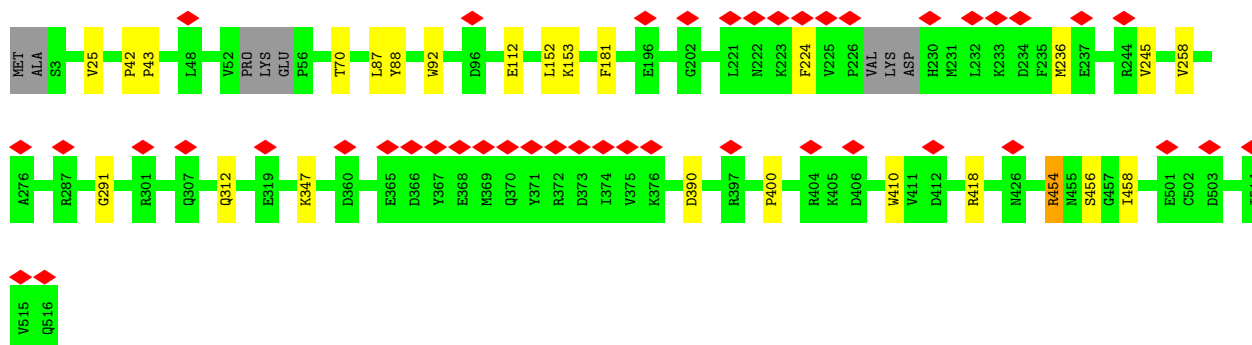 MET ALA S3 V25 P42 P43 L48 V52 PRO LYS GLU P56 T70 L87 Y88 W92 D96 E112 L152 K153 F181 E196 G202 L221 N222 K223 F224 V225 P226 VAL LYS ASP H230 M231 L232 K233 D234 F235 M236 E237 R244 V245 V258
A276 R287 G291 R301 Q307 Q312 E319 K347 D360 E365 D366 Y367 E368 M369 Q370 Y371 R372 D373 I374 V375 K376 D390 R397 P400 R404 K405 D406 W410 V411 D412 R418 N426 R454 N455 S456 G457 I458 E501 C502 D503
V515 Q516